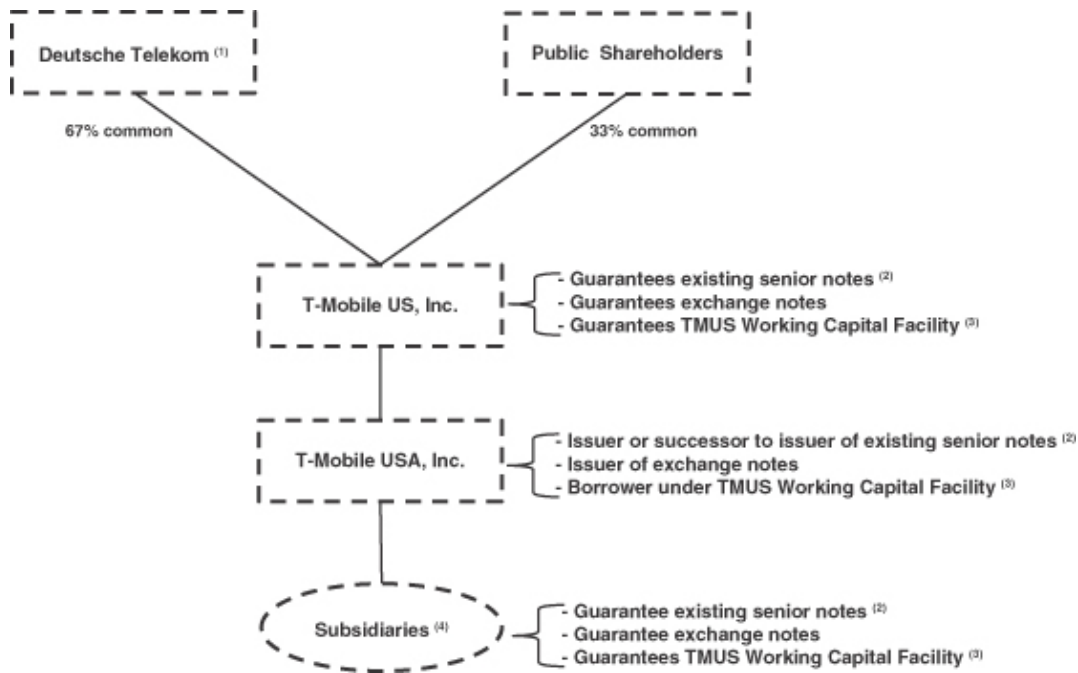 Deutsche Telekom (1)
Public Shareholders
67% common
33% common
T-Mobile US, Inc.
- Guarantees existing senior notes (2)
- Guarantees exchange notes
- Guarantees TMUS Working Capital Facility (3)
T-Mobile USA, Inc.
- Issuer or successor to issuer of existing senior notes (2)
- Issuer of exchange notes
- Borrower under TMUS Working Capital Facility (3)
Subsidiaries (4)
- Guarantee existing senior notes (2)
- Guarantee exchange notes
- Guarantees TMUS Working Capital Facility (3)